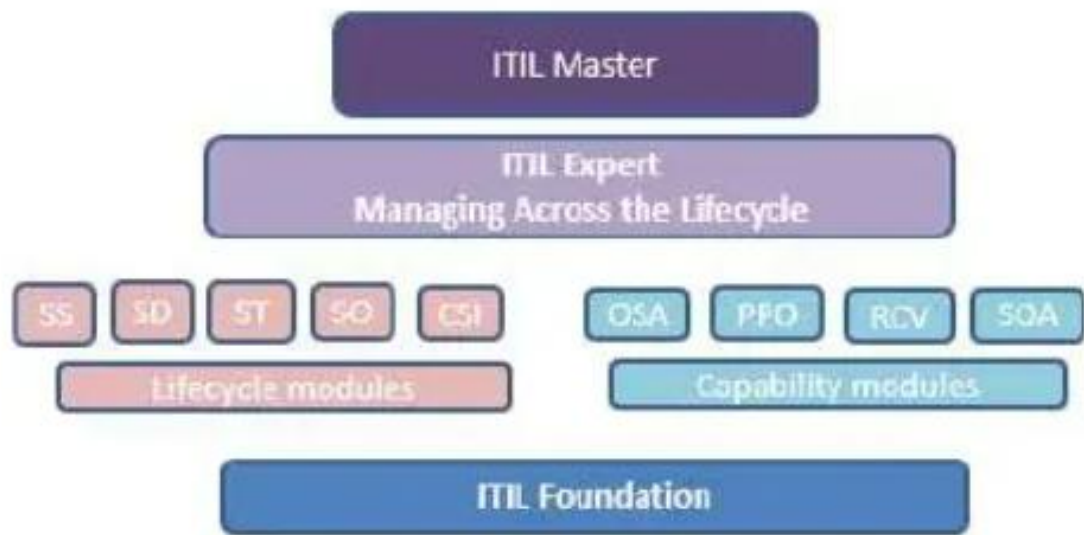 ITIL Master
ITIL Expert
Managing Across the Lifecycle
SS SD ST SO CSI OSA PPO RCV SOA
Lifecycle modules Capability modules
ITIL Foundation